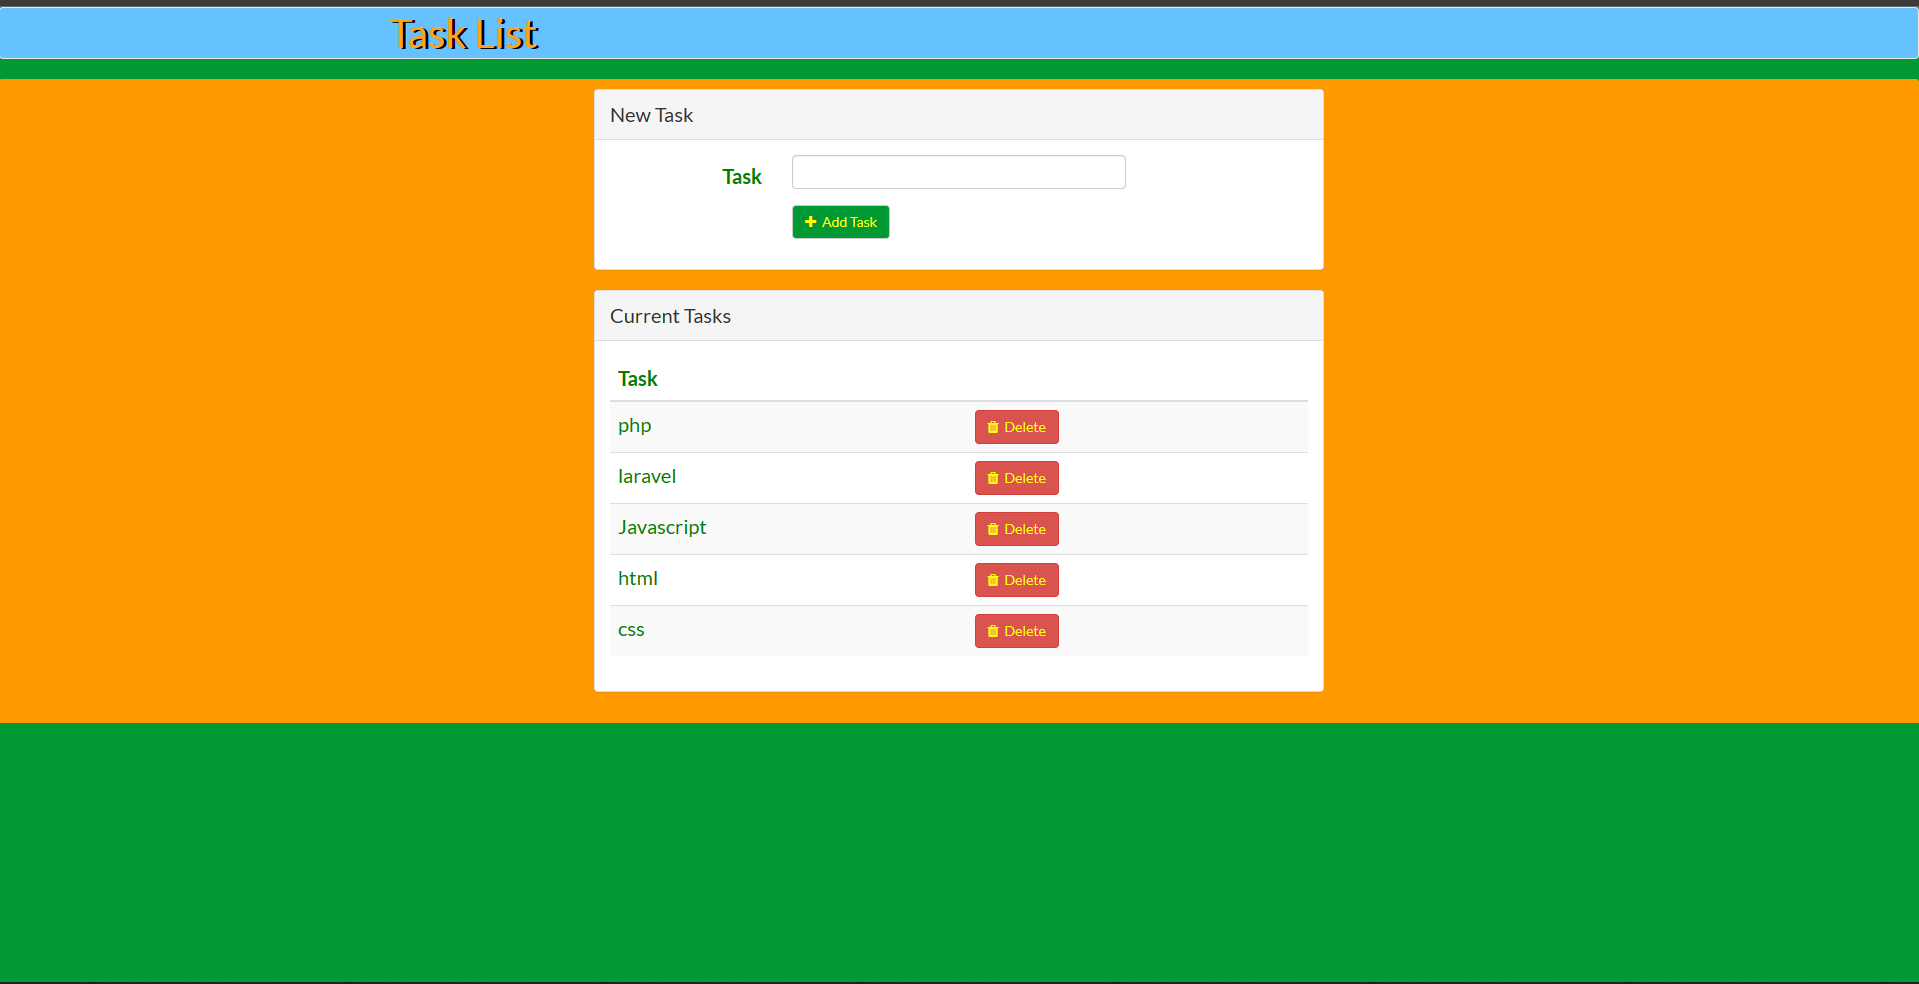 Task List
New Task
Task
Add Task
Current Tasks
Task
php
Delete
laravel
Delete
Javascript
Delete
html
Delete
css
Delete